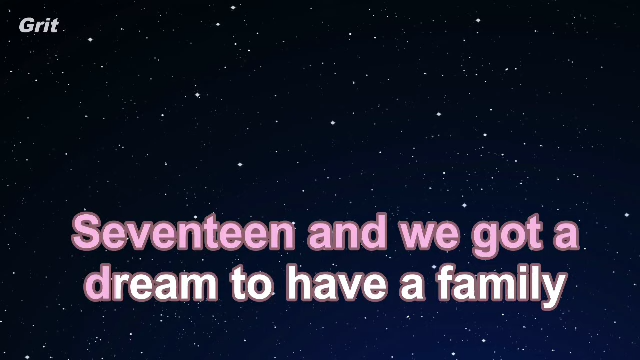 Grit
Seventeen and we got a
dream to have a family